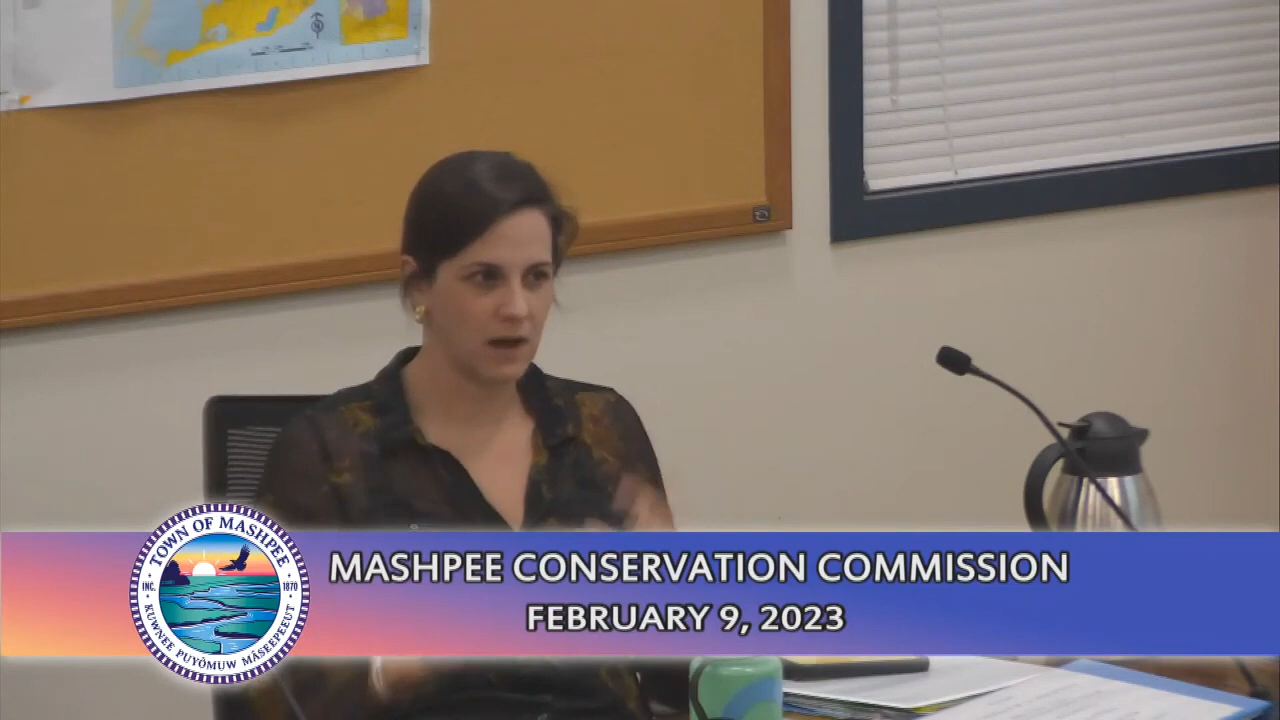 MASHPEE CONSERVATION COMMISSION
FEBRUARY 9, 2023
TOWN OF MASHPEE
INC. 1870
KUWNEE PUYÔMUW MÂSEEPEEUT